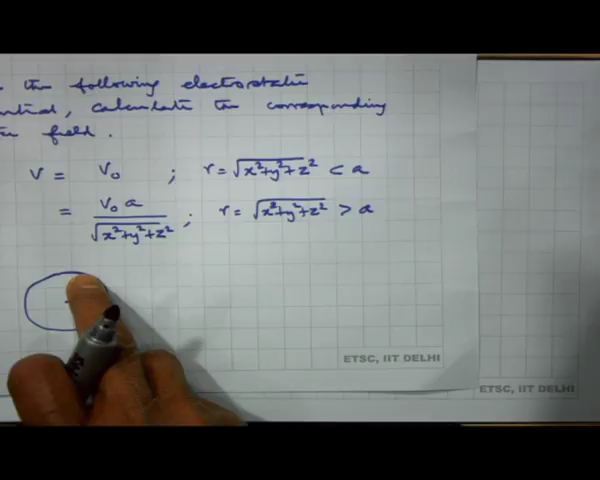 the following electrostatic
calculate the corresponding
field.
V = V₀ ; r = √x²+y²+z² < a
= V₀ a / √x²+y²+z² ; r = √x²+y²+z² > a
ETSC, IIT DELHI
ETSC, IIT DELHI